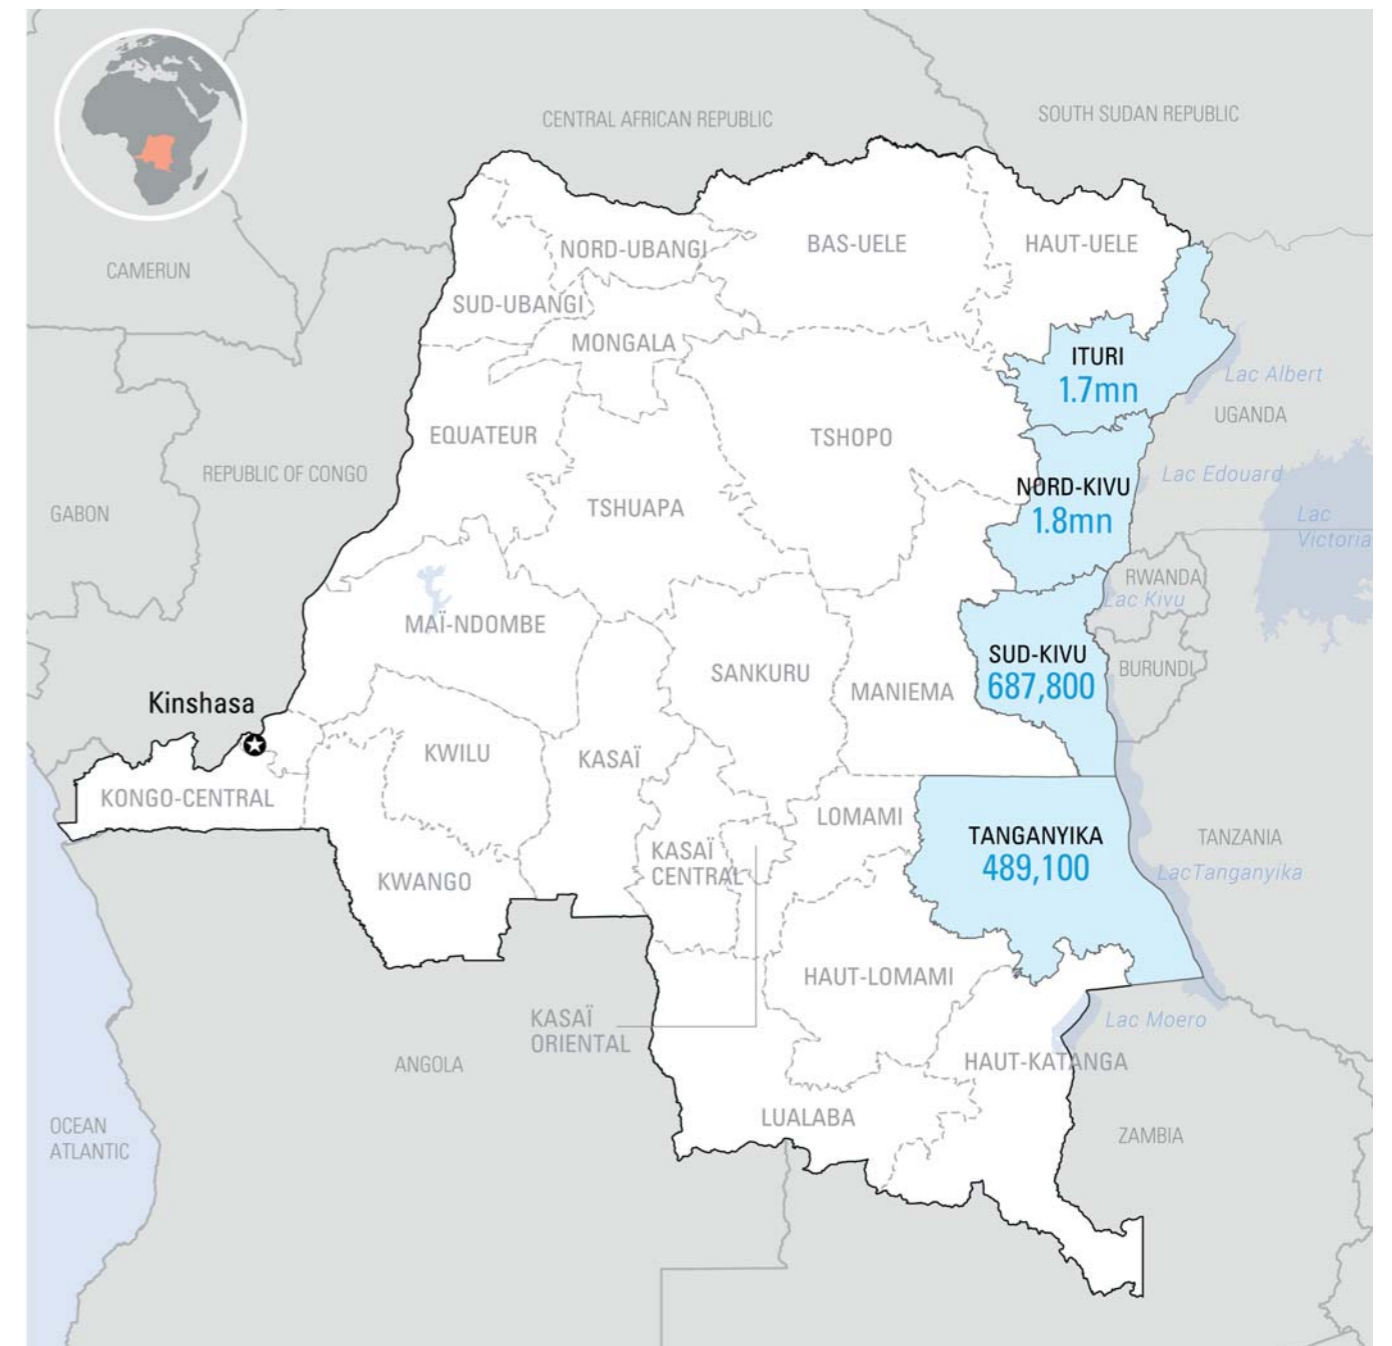 CENTRAL AFRICAN REPUBLIC
SOUTH SUDAN REPUBLIC
CAMERUN
NORD-UBANGI
BAS-UELE
HAUT-UELE
SUD-UBANGI
MONGALA
ITURI
1.7mn
Lac Albert
UGANDA
EQUATEUR
TSHOPO
REPUBLIC OF CONGO
Lac Edouard
NORD-KIVU
1.8mn
GABON
TSHUAPA
Lac
Victoria
RWANDA
Lac Kivu
MAÏ-NDOMBE
SUD-KIVU
687,800
BURUNDI
SANKURU
MANIEMA
Kinshasa
KWILU
KASAÏ
KONGO-CENTRAL
LOMAMI
TANGANYIKA
489,100
TANZANIA
LacTanganyika
KASAÏ
CENTRAL
KWANGO
HAUT-LOMAMI
KASAÏ
ORIENTAL
Lac Moero
ANGOLA
HAUT-KATANGA
LUALABA
OCEAN
ATLANTIC
ZAMBIA